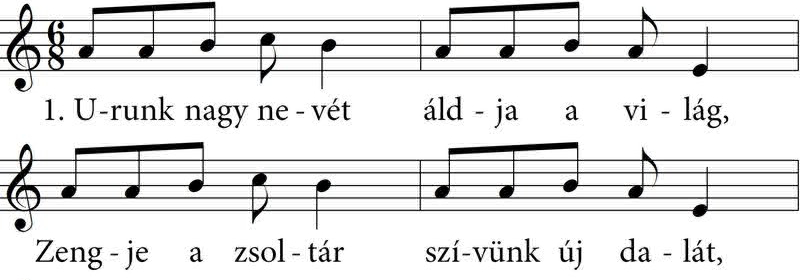 6
8
1. U-runk nagy ne - vét áld - ja a vi - lág,
Zeng - je a zsol - tár szí-vünk új da - lát,